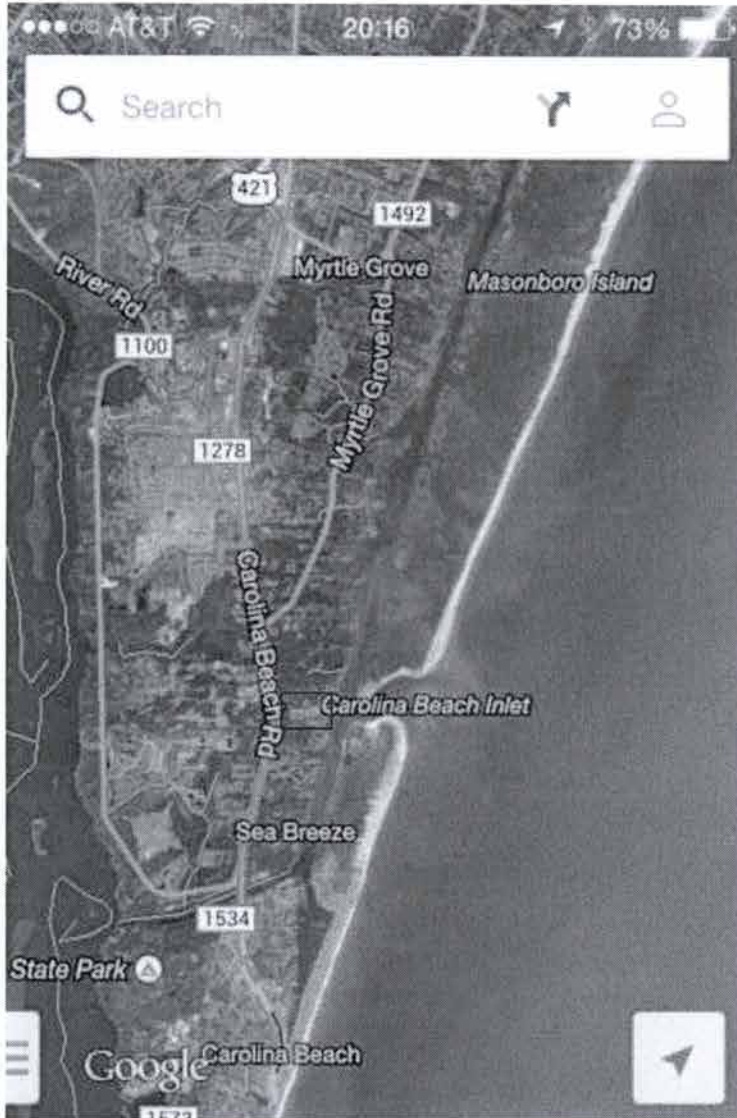 AT&T 20:16 73%
Search
421
1492
Myrtle Grove
Masonboro Island
River Rd
1100
Myrtle Grove Rd
1278
Carolina Beach Rd
Carolina Beach Inlet
Sea Breeze
1534
State Park
Google
Carolina Beach
1573